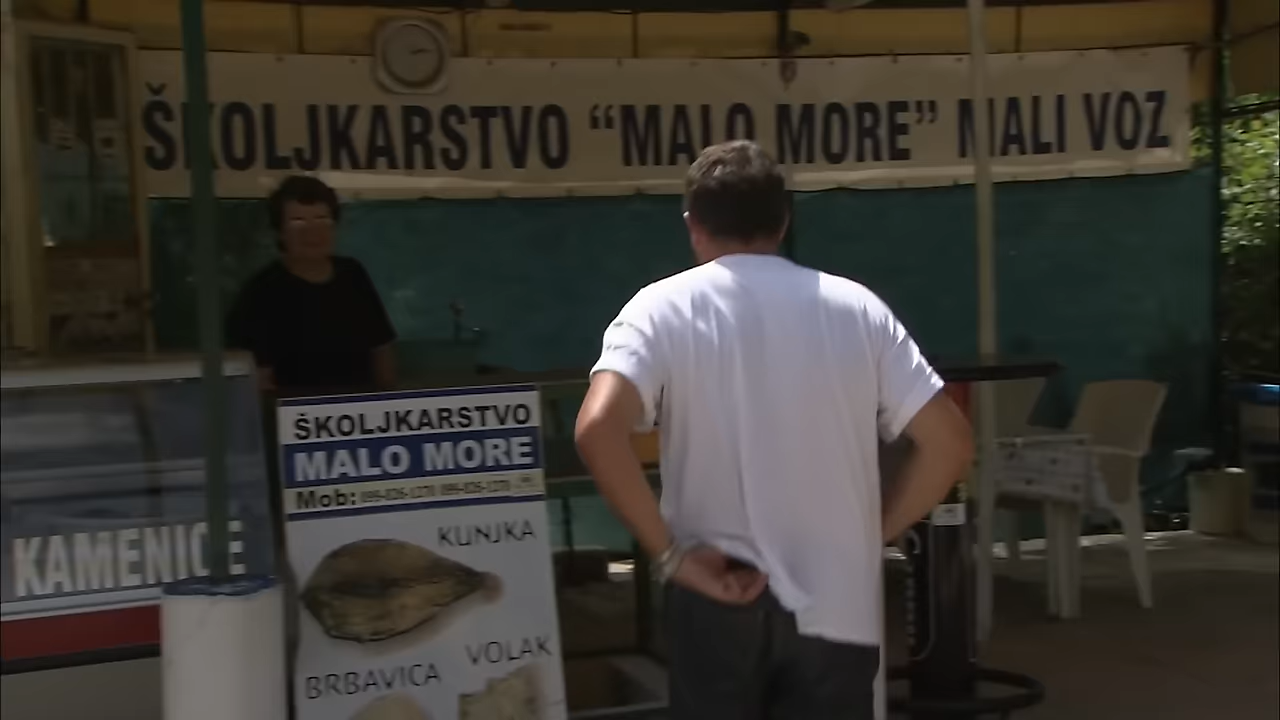 ŠKOLJKARSTVO “MALO MORE” MALI VOZ
ŠKOLJKARSTVO
MALO MORE
Mob:
KUNJKA
VOLAK
BRBAVICA
KAMENICE